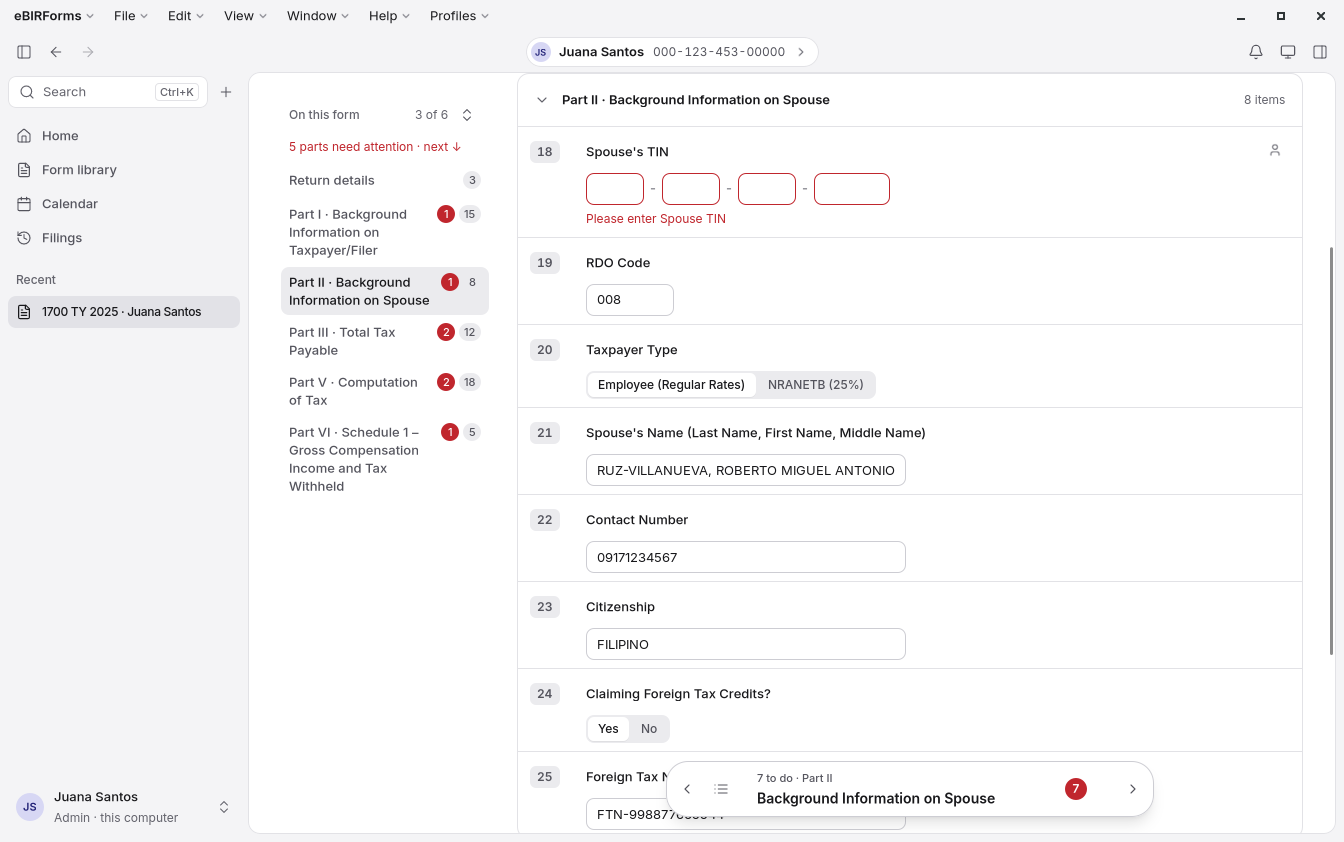 eBIRForms File Edit View Window Help Profiles
JS Juana Santos 000-123-453-00000
Search Ctrl+K
Home
Form library
Calendar
Filings
Recent
1700 TY 2025 · Juana Santos
JS Juana Santos
Admin · this computer
On this form 3 of 6
5 parts need attention · next ↓
Return details 3
Part I · Background 1 15
Information on
Taxpayer/Filer
Part II · Background 1 8
Information on Spouse
Part III · Total Tax 2 12
Payable
Part V · Computation 2 18
of Tax
Part VI · Schedule 1 – 1 5
Gross Compensation
Income and Tax
Withheld
Part II · Background Information on Spouse 8 items
18 Spouse's TIN
- - -
Please enter Spouse TIN
19 RDO Code
008
20 Taxpayer Type
Employee (Regular Rates) NRANETB (25%)
21 Spouse's Name (Last Name, First Name, Middle Name)
RUZ-VILLANUEVA, ROBERTO MIGUEL ANTONIO
22 Contact Number
09171234567
23 Citizenship
FILIPINO
24 Claiming Foreign Tax Credits?
Yes No
25 Foreign Tax
7 to do · Part II
Background Information on Spouse 7